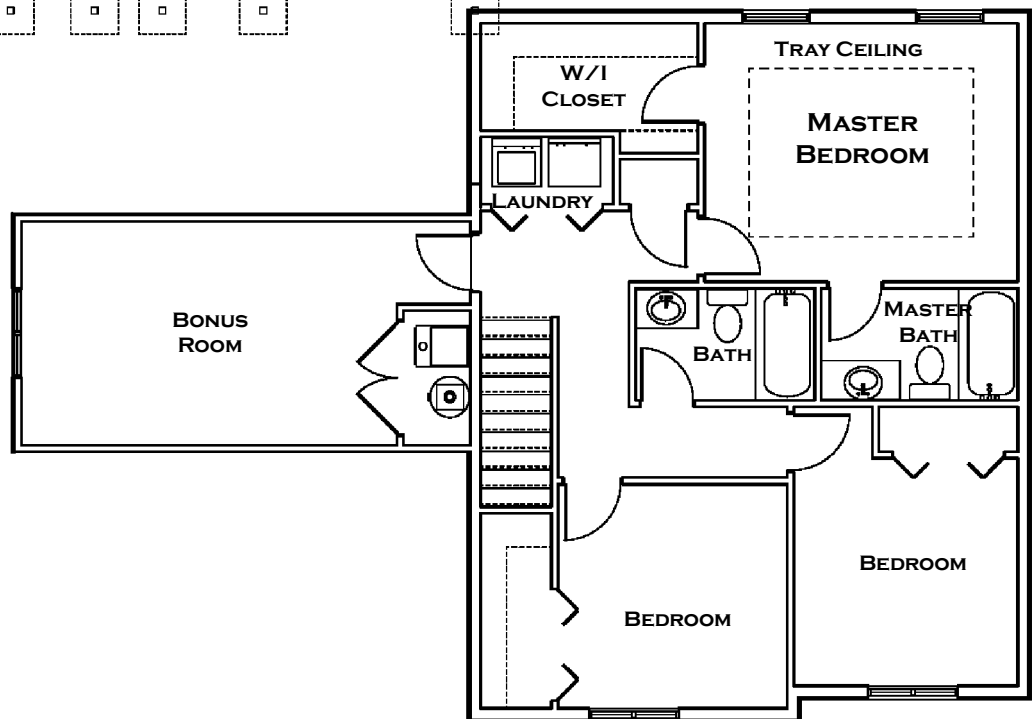 TRAY CEILING
W/I
CLOSET
MASTER
BEDROOM
LAUNDRY
BONUS
ROOM
MASTER
BATH
BATH
BEDROOM
BEDROOM